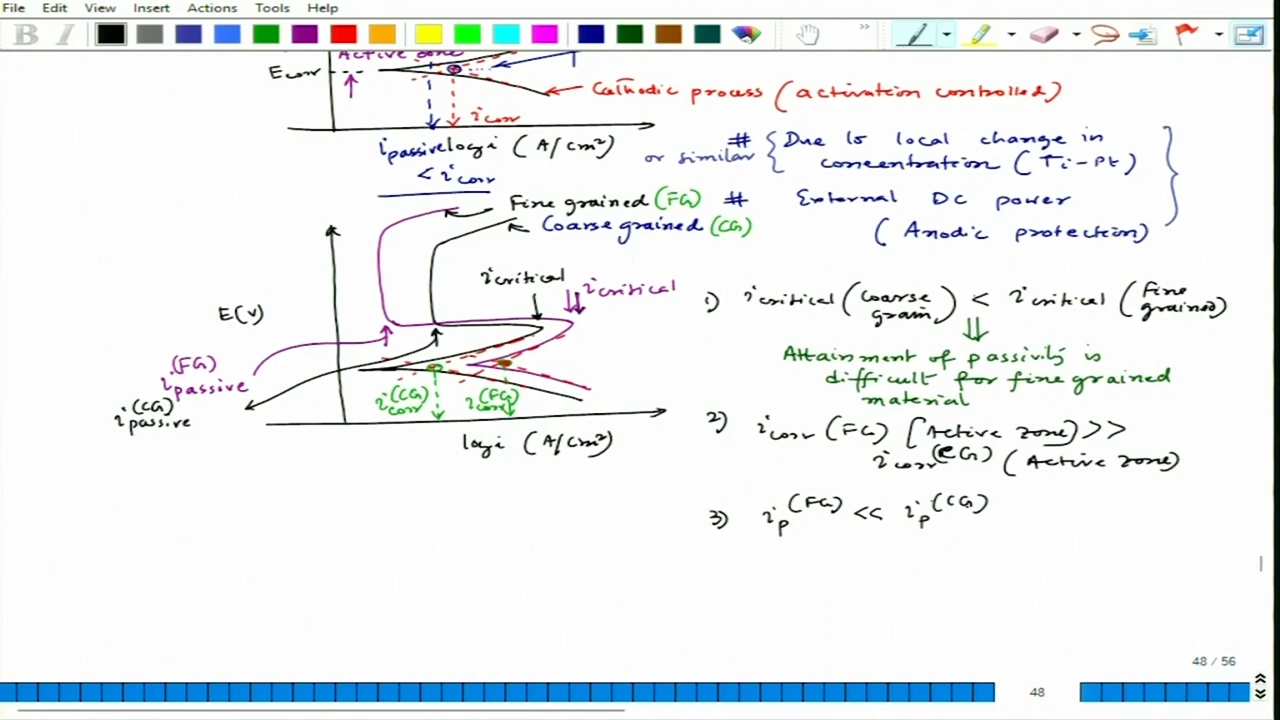 File Edit View Insert Actions Tools Help
B I
Active zone
Ecorr
Cathodic process (activation controlled)
icorr
ipassive log i (A/cm²)
< icorr
or similar
# { Due to local change in
concentration (Ti-Pt)
# External DC power
(Anodic protection)
Fine grained (FG)
Coarse grained (CG)
icritical
icritical
E(V)
(FG)
ipassive
(CG)
ipassive
icorr(CG)
icorr(FG)
log i (A/cm²)
1) icritical (Coarse grain) < icritical (Fine grained)
⇓
Attainment of passivity is
difficult for fine grained
material
2) icorr (FG) [Active zone) >>
icorr(CG) (Active zone)
3) ip(FG) << ip(CG)
48 / 56
48